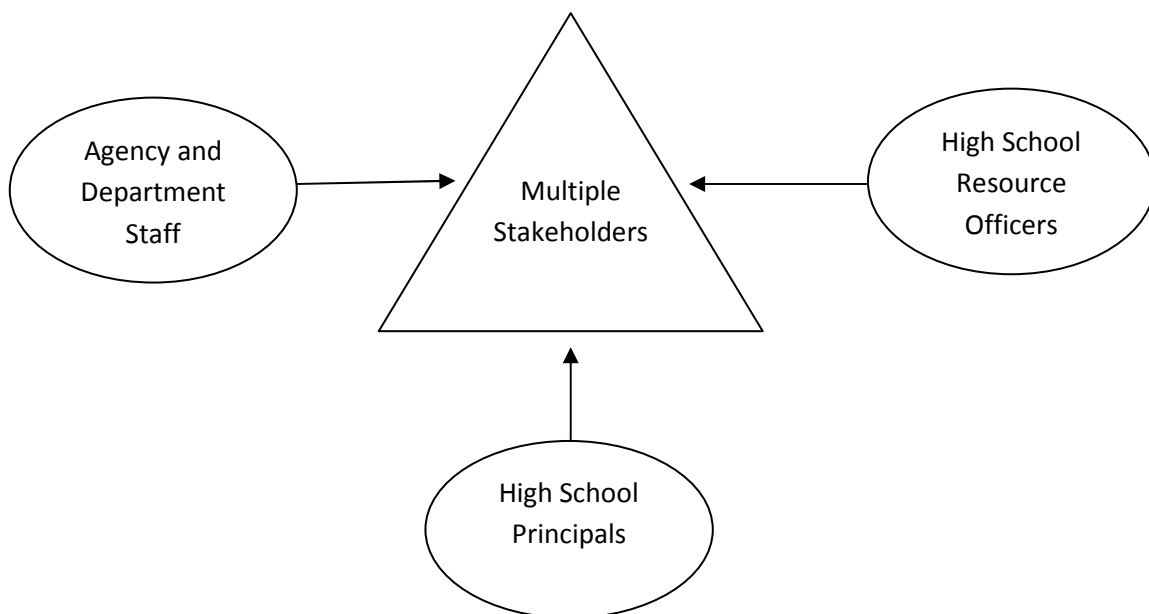 Agency and
Department
Staff
Multiple
Stakeholders
High School
Resource
Officers
High School
Principals